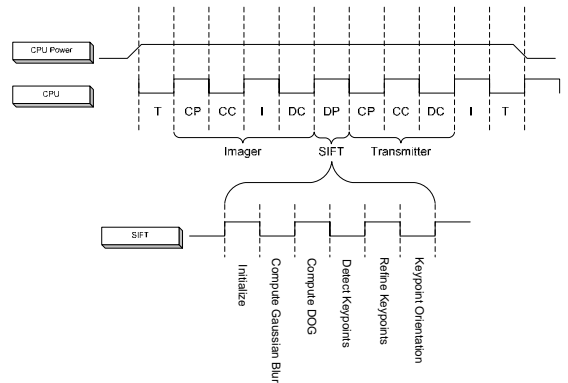 CPU Power
CPU
T CP CC I DC DP CP CC DC I T
Imager SIFT Transmitter
SIFT
Initialize
Compute Gaussian Blur
Compute DOG
Detect Keypoints
Refine Keypoints
Keypoint Orientation